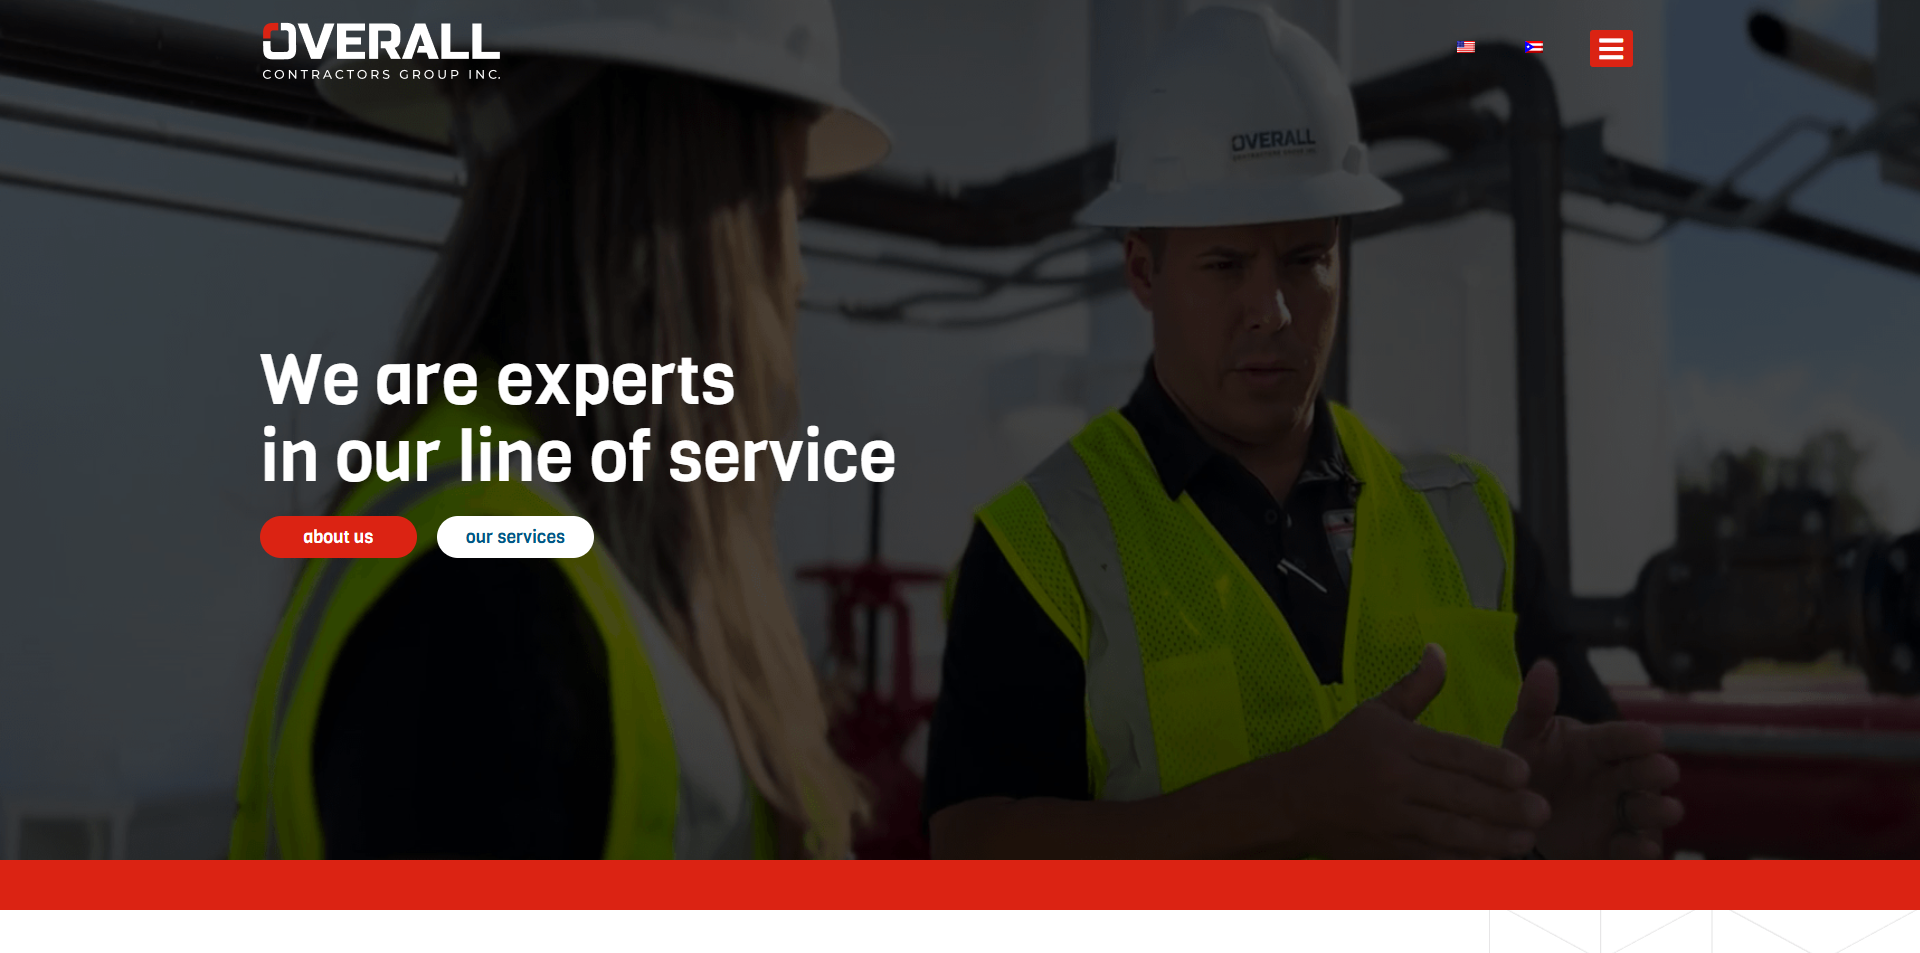 OVERALL
CONTRACTORS GROUP INC.
OVERALL
We are experts
in our line of service
about us
our services